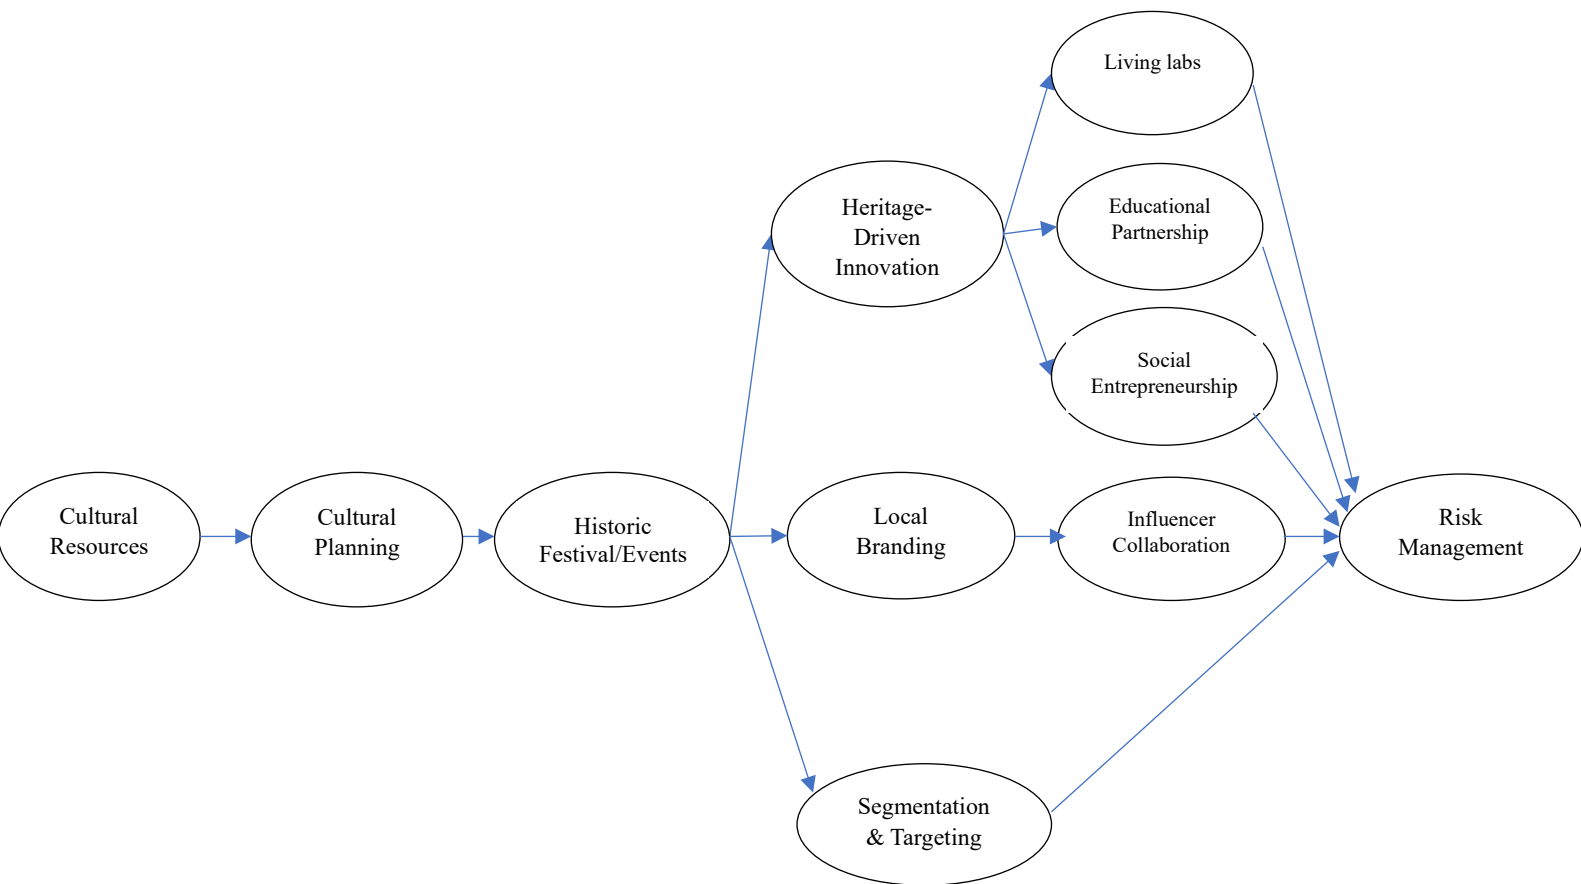 Living labs
Educational
Partnership
Heritage-
Driven
Innovation
Social
Entrepreneurship
Cultural
Resources
Cultural
Planning
Historic
Festival/Events
Local
Branding
Influencer
Collaboration
Risk
Management
Segmentation
& Targeting